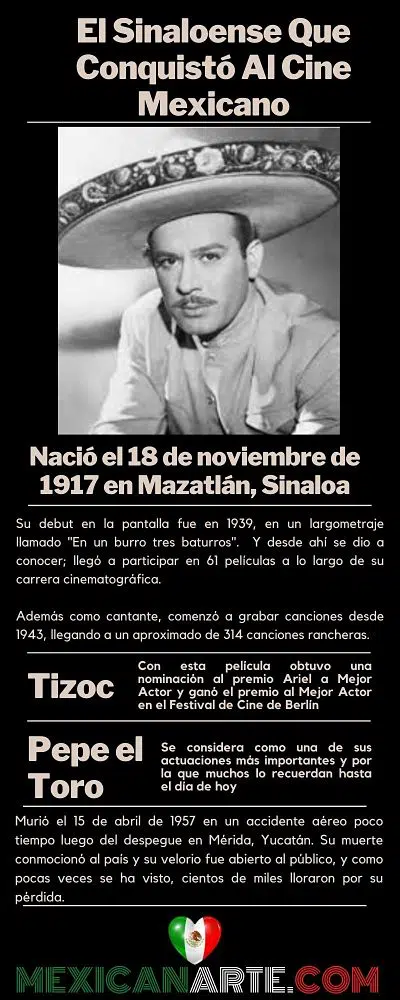 El Sinaloense Que
Conquistó Al Cine
Mexicano
Nació el 18 de noviembre de
1917 en Mazatlán, Sinaloa
Su debut en la pantalla fue en 1939, en un largometraje
llamado "En un burro tres baturros". Y desde ahí se dio a
conocer; llegó a participar en 61 películas a lo largo de su
carrera cinematográfica.
Además como cantante, comenzó a grabar canciones desde
1943, llegando a un aproximado de 314 canciones rancheras.
Tizoc
Con esta película obtuvo una
nominación al premio Ariel a Mejor
Actor y ganó el premio al Mejor Actor
en el Festival de Cine de Berlín
Pepe el
Toro
Se considera como una de sus
actuaciones más importantes y por
la que muchos lo recuerdan hasta
el día de hoy
Murió el 15 de abril de 1957 en un accidente aéreo poco
tiempo luego del despegue en Mérida, Yucatán. Su muerte
conmocionó al país y su velorio fue abierto al público, y como
pocas veces se ha visto, cientos de miles lloraron por su
pérdida.
MEXICANARTE.COM